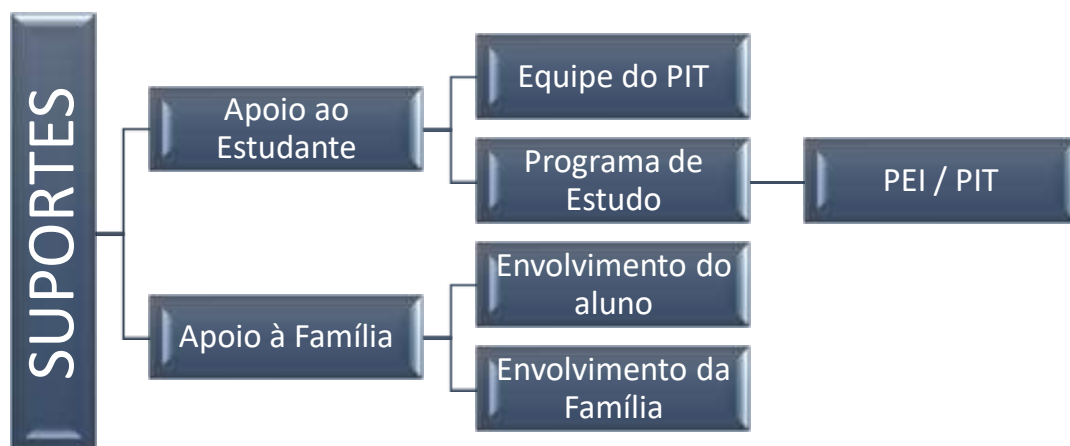 SUPORTES
Apoio ao
Estudante
Equipe do PIT
Programa de
Estudo
PEI / PIT
Apoio à Família
Envolvimento do
aluno
Envolvimento da
Família